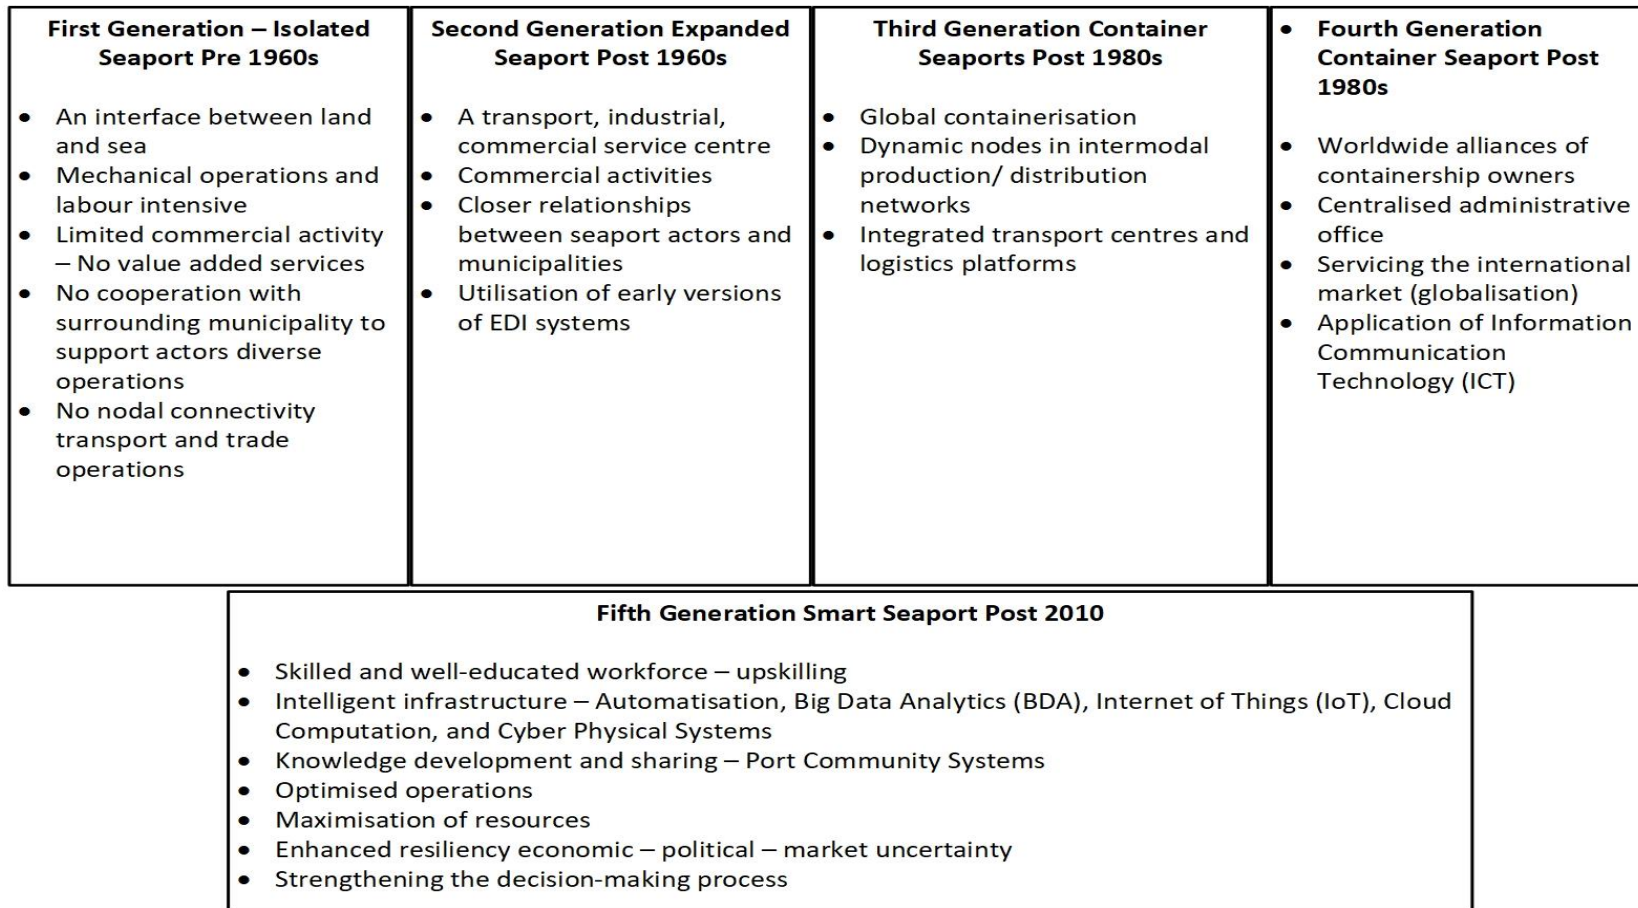 First Generation – Isolated
Seaport Pre 1960s
• An interface between land
and sea
• Mechanical operations and
labour intensive
• Limited commercial activity
– No value added services
• No cooperation with
surrounding municipality to
support actors diverse
operations
• No nodal connectivity
transport and trade
operations
Second Generation Expanded
Seaport Post 1960s
• A transport, industrial,
commercial service centre
• Commercial activities
• Closer relationships
between seaport actors and
municipalities
• Utilisation of early versions
of EDI systems
Third Generation Container
Seaports Post 1980s
• Global containerisation
• Dynamic nodes in intermodal
production/ distribution
networks
• Integrated transport centres and
logistics platforms
• Fourth Generation
Container Seaport Post
1980s
• Worldwide alliances of
containership owners
• Centralised administrative
office
• Servicing the international
market (globalisation)
• Application of Information
Communication
Technology (ICT)
Fifth Generation Smart Seaport Post 2010
• Skilled and well-educated workforce – upskilling
• Intelligent infrastructure – Automatisation, Big Data Analytics (BDA), Internet of Things (IoT), Cloud
Computation, and Cyber Physical Systems
• Knowledge development and sharing – Port Community Systems
• Optimised operations
• Maximisation of resources
• Enhanced resiliency economic – political – market uncertainty
• Strengthening the decision-making process